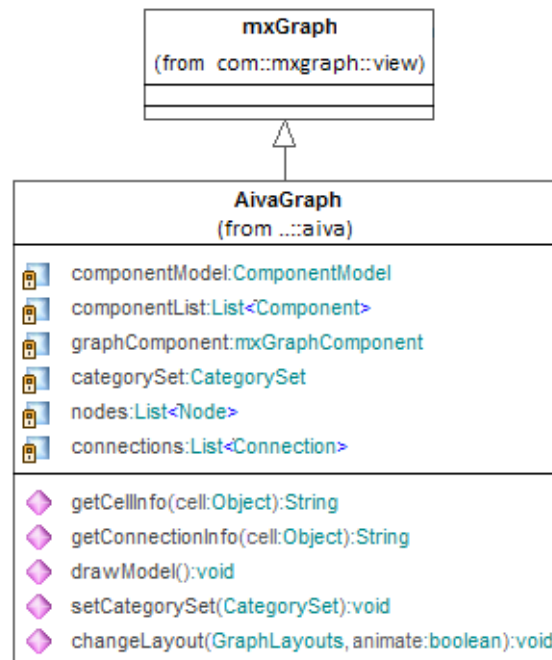 mxGraph
(from com::mxgraph::view)
AivaGraph
(from ..::aiva)
componentModel:ComponentModel
componentList:List<Component>
graphComponent:mxGraphComponent
categorySet:CategorySet
nodes:List<Node>
connections:List<Connection>
getCellInfo(cell:Object):String
getConnectionInfo(cell:Object):String
drawModel():void
setCategorySet(CategorySet):void
changeLayout(GraphLayouts, animate:boolean):void